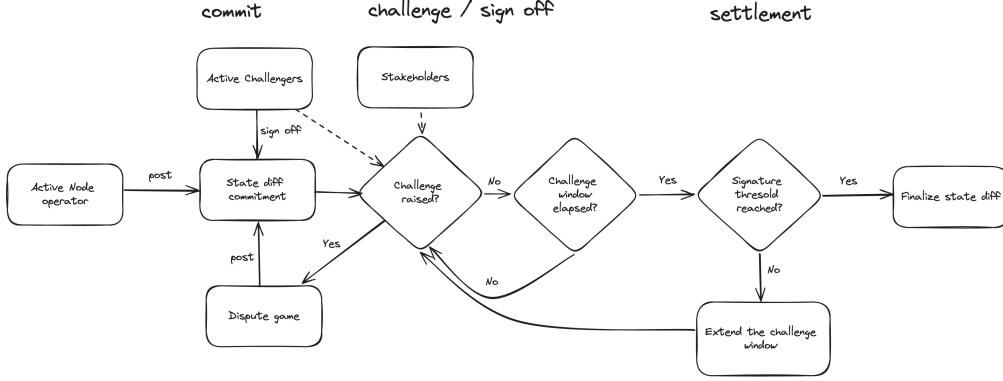 commit
challenge / sign off
settlement
Active Challengers
Stakeholders
sign off
Active Node
operator
post
State diff
commitment
Challenge
raised?
No
Challenge
window
elapsed?
Yes
Signature
thresold
reached?
Yes
Finalize state diff
Yes
post
No
No
Dispute game
Extend the challenge
window